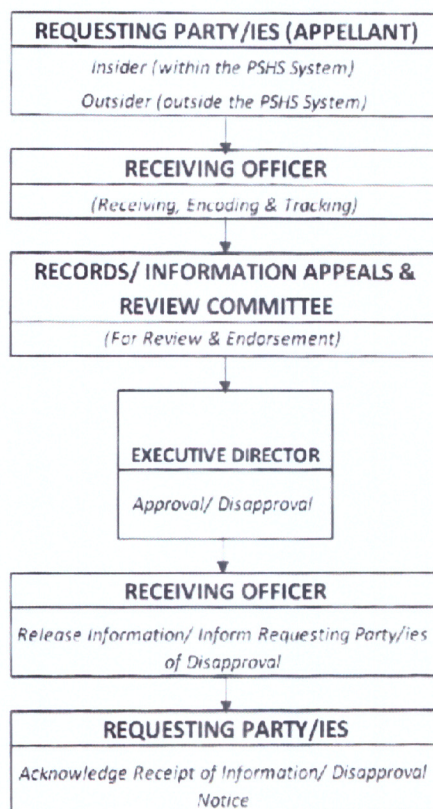 REQUESTING PARTY/IES (APPELLANT)
Insider (within the PSHS System)
Outsider (outside the PSHS System)
RECEIVING OFFICER
(Receiving, Encoding & Tracking)
RECORDS/ INFORMATION APPEALS &
REVIEW COMMITTEE
(For Review & Endorsement)
EXECUTIVE DIRECTOR
Approval/ Disapproval
RECEIVING OFFICER
Release Information/ Inform Requesting Party/ies
of Disapproval
REQUESTING PARTY/IES
Acknowledge Receipt of Information/ Disapproval
Notice